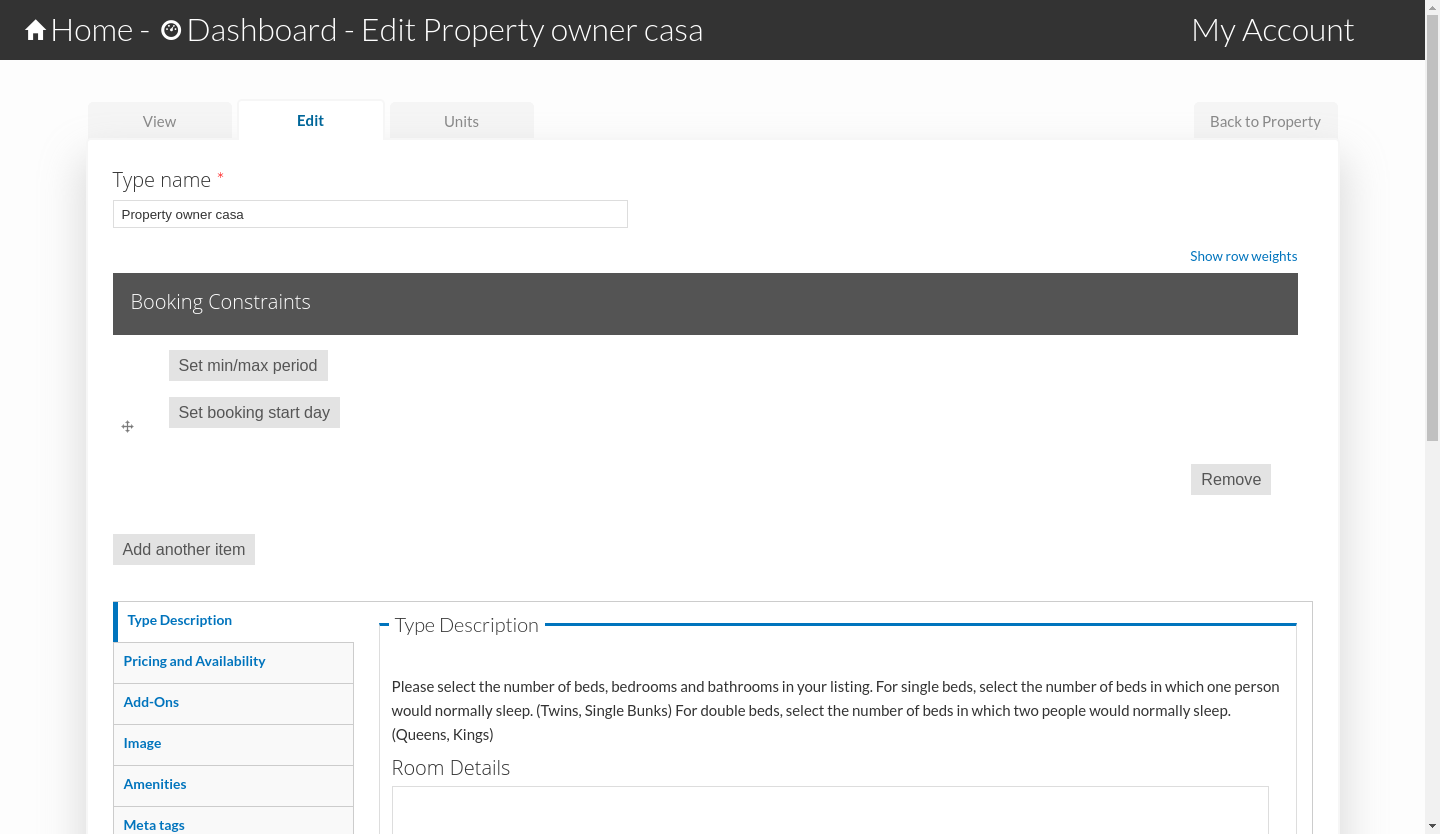 Home - Dashboard - Edit Property owner casa
My Account
View
Edit
Units
Back to Property
Type name *
Property owner casa
Show row weights
Booking Constraints
Set min/max period
Set booking start day
Remove
Add another item
Type Description
Pricing and Availability
Add-Ons
Image
Amenities
Meta tags
Type Description
Please select the number of beds, bedrooms and bathrooms in your listing. For single beds, select the number of beds in which one person
would normally sleep. (Twins, Single Bunks) For double beds, select the number of beds in which two people would normally sleep.
(Queens, Kings)
Room Details